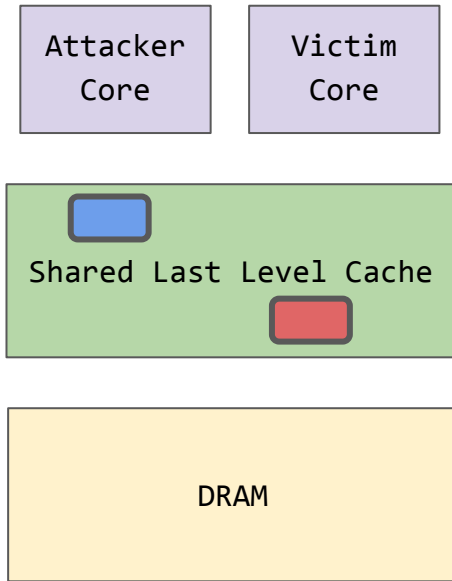 Attacker
Core
Victim
Core
Shared Last Level Cache
DRAM